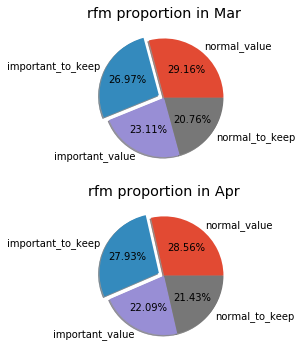 rfm proportion in Mar
normal_value
important_to_keep
29.16%
26.97%
20.76%
23.11%
normal_to_keep
important_value
rfm proportion in Apr
normal_value
important_to_keep
28.56%
27.93%
21.43%
22.09%
normal_to_keep
important_value